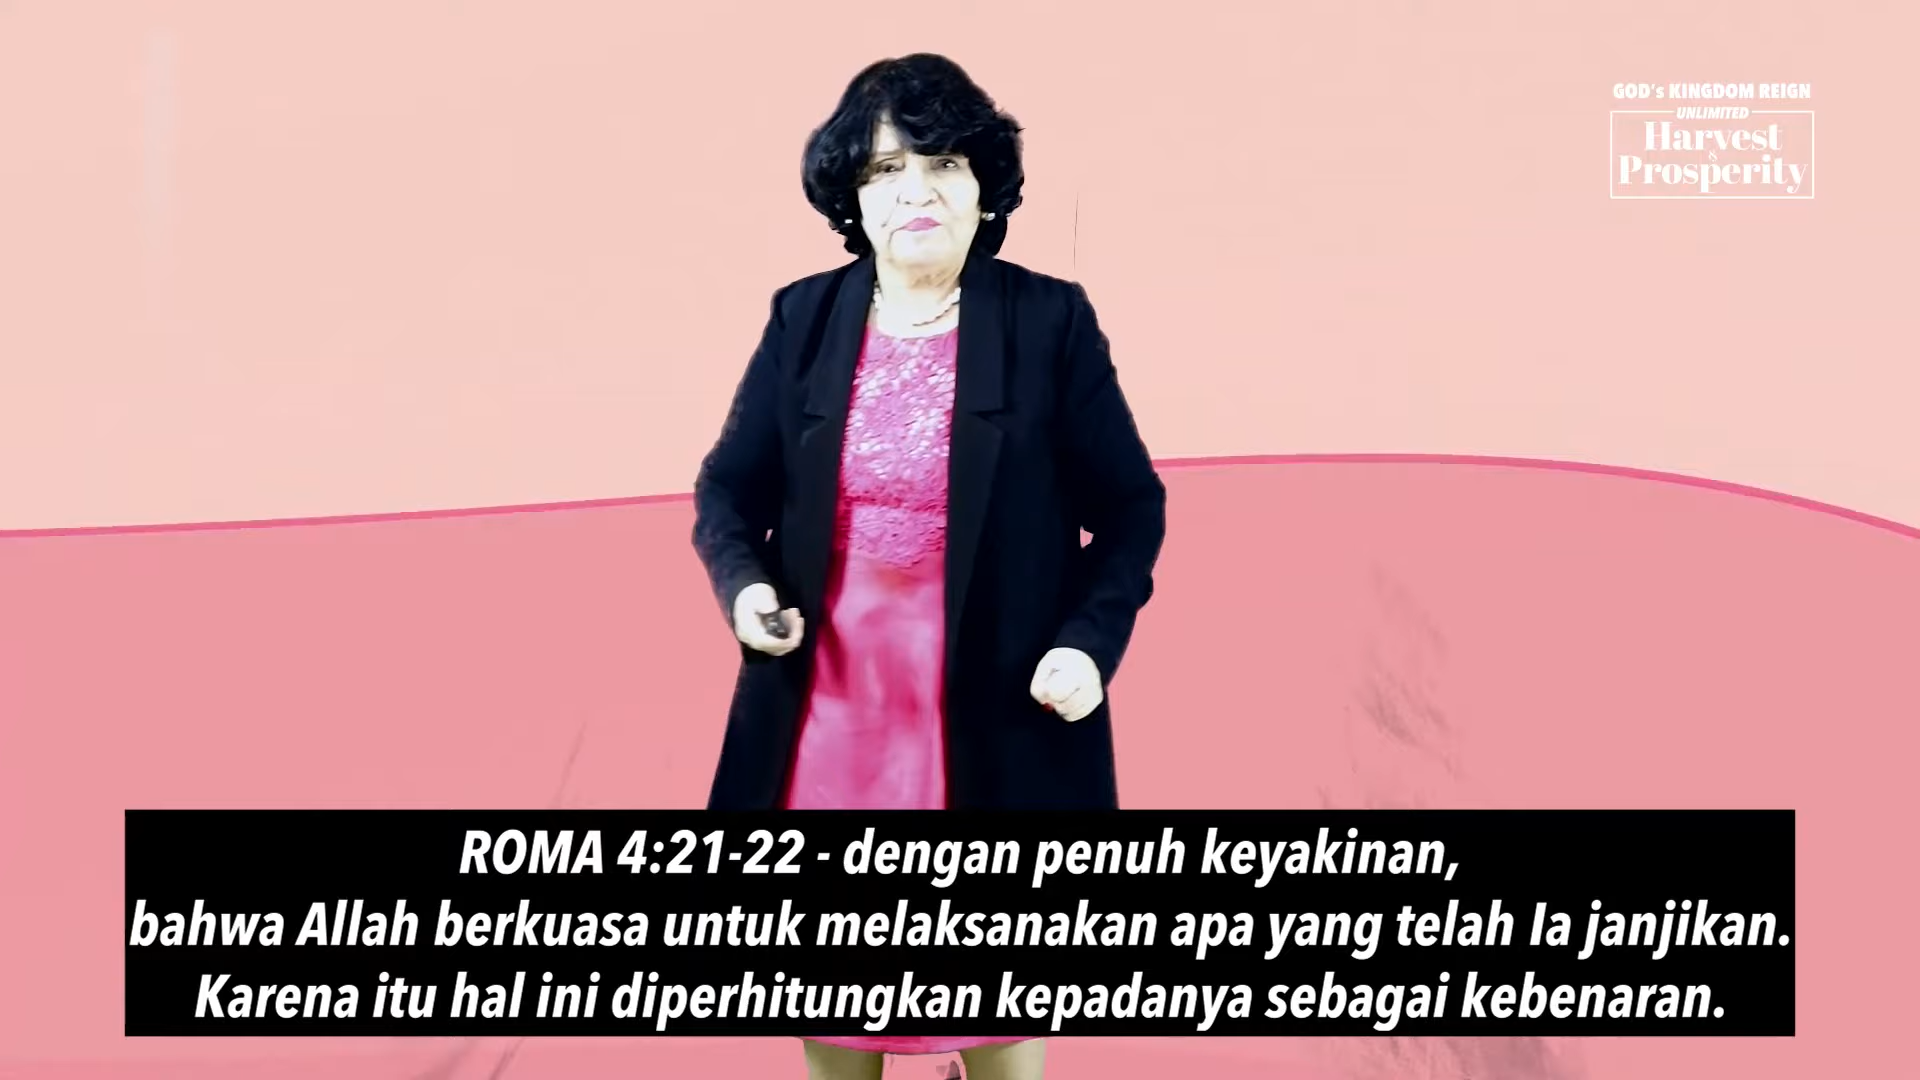 GOD's KINGDOM REIGN
UNLIMITED
Harvest
&
Prosperity
ROMA 4:21-22 - dengan penuh keyakinan,
bahwa Allah berkuasa untuk melaksanakan apa yang telah Ia janjikan.
Karena itu hal ini diperhitungkan kepadanya sebagai kebenaran.